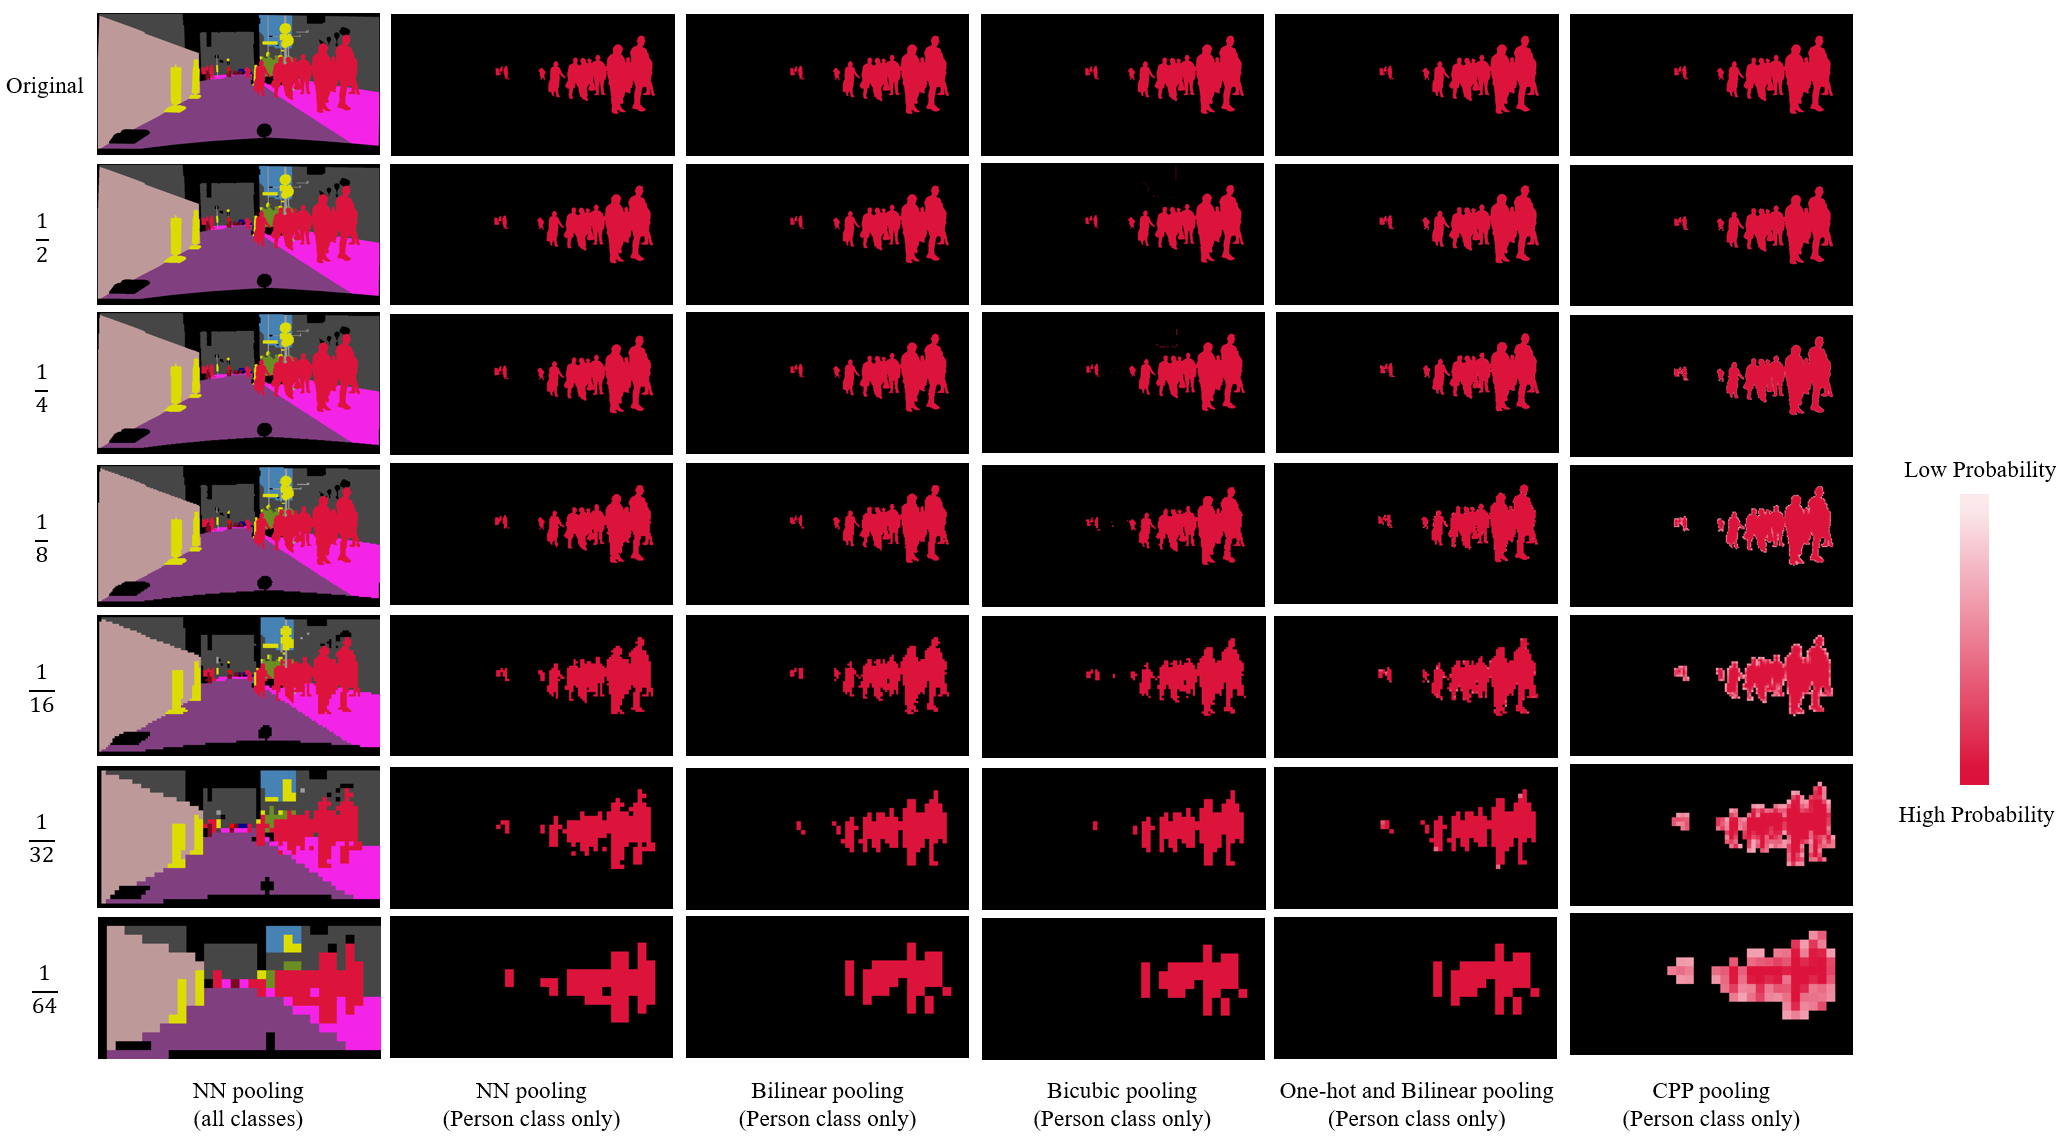 Original
1
2
1
4
1
8
1
16
1
32
1
64
Low Probability
High Probability
NN pooling
(all classes)
NN pooling
(Person class only)
Bilinear pooling
(Person class only)
Bicubic pooling
(Person class only)
One-hot and Bilinear pooling
(Person class only)
CPP pooling
(Person class only)